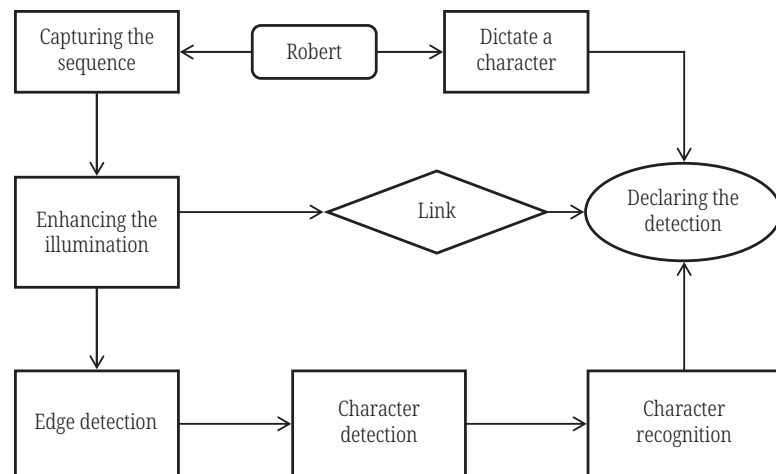 Capturing the
sequence
Robert
Dictate a
character
Enhancing the
illumination
Link
Declaring the
detection
Edge detection
Character
detection
Character
recognition